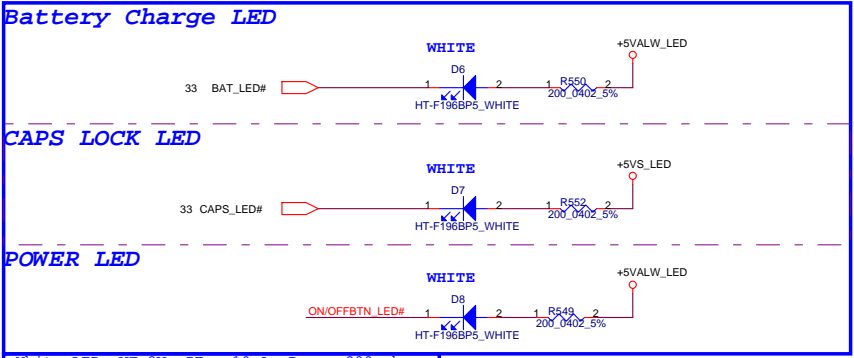 Battery Charge LED
WHITE
+5VALW_LED
D6
33 BAT_LED#
1 2
1 R550 2
HT-F196BP5_WHITE
200_0402_5%
CAPS LOCK LED
WHITE
+5VS_LED
D7
33 CAPS_LED#
1 2
1 R552 2
HT-F196BP5_WHITE
200_0402_5%
POWER LED
WHITE
+5VALW_LED
D8
ON/OFFBTN_LED#
1 2
1 R549 2
HT-F196BP5_WHITE
200_0402_5%